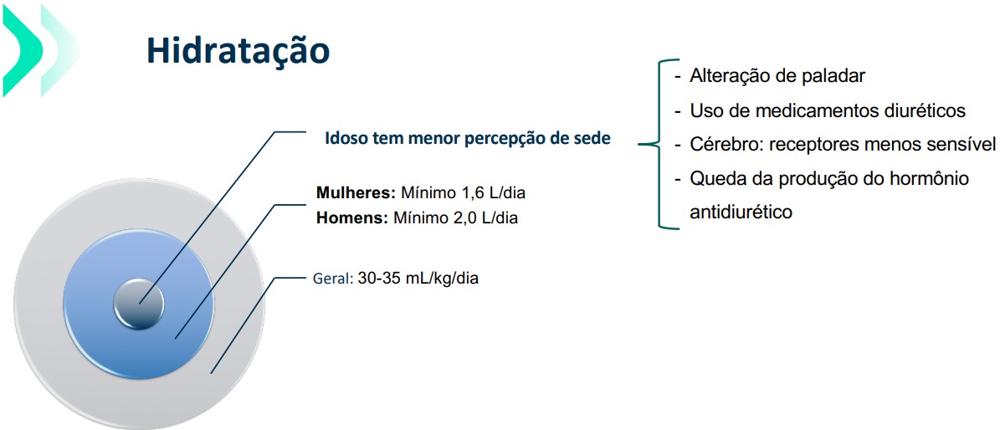 Hidratação
Idoso tem menor percepção de sede
- Alteração de paladar
- Uso de medicamentos diuréticos
- Cérebro: receptores menos sensível
- Queda da produção do hormônio
antidiurético
Mulheres: Mínimo 1,6 L/dia
Homens: Mínimo 2,0 L/dia
Geral: 30-35 mL/kg/dia